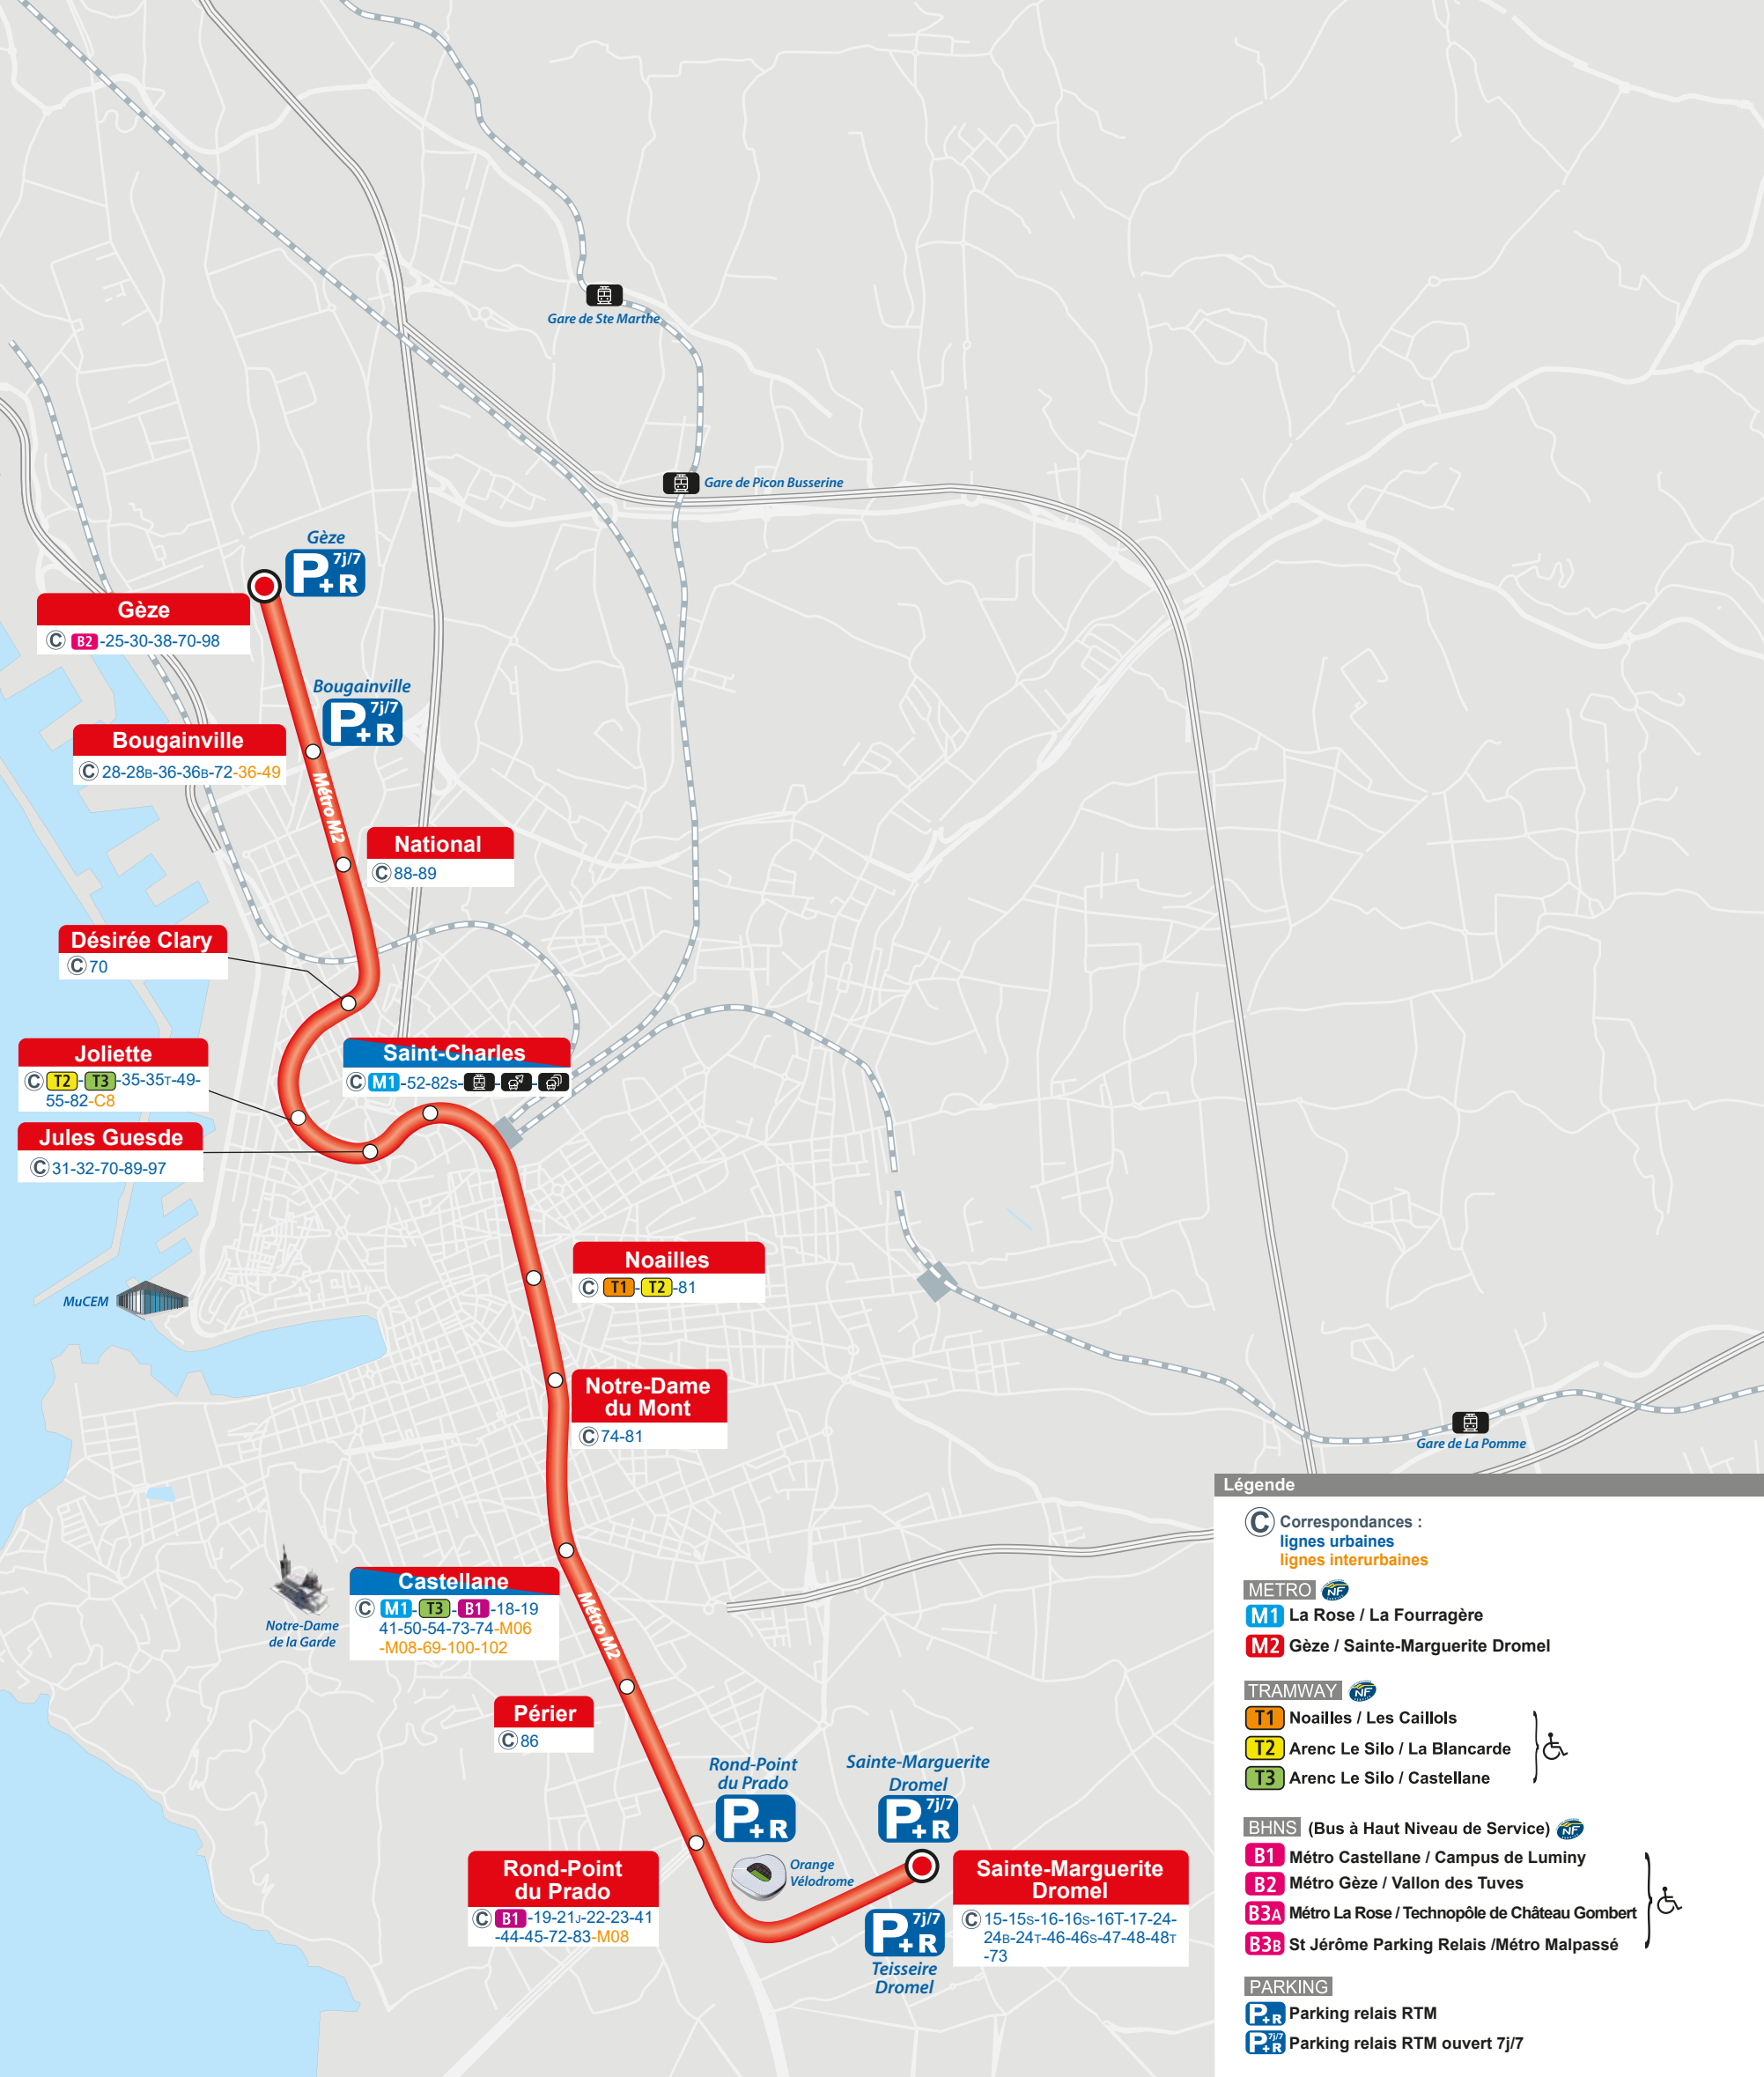 Gare de Ste Marthe
Gare de Picon Busserine
Gèze
P+R 7j/7
Gèze
C B2-25-30-38-70-98
Bougainville
P+R 7j/7
Bougainville
C 28-28B-36-36B-72-36-49
Métro M2
National
C 88-89
Désirée Clary
C 70
Joliette
C T2-T3-35-35T-49-
55-82-C8
Saint-Charles
C M1-52-82S-
Jules Guesde
C 31-32-70-89-97
Noailles
C T1-T2-81
MuCEM
Notre-Dame
du Mont
C 74-81
Gare de La Pomme
Castellane
C M1-T3-B1-18-19
41-50-54-73-74-M06
-M08-69-100-102
Métro M2
Notre-Dame
de la Garde
Périer
C 86
Rond-Point
du Prado
P+R
Sainte-Marguerite
Dromel
P+R 7j/7
Orange
Vélodrome
Rond-Point
du Prado
C B1-19-21J-22-23-41
-44-45-72-83-M08
Sainte-Marguerite
Dromel
C 15-15S-16-16S-16T-17-24-
24B-24T-46-46S-47-48-48T
-73
P+R 7j/7
Teisseire
Dromel
Légende
C Correspondances :
lignes urbaines
lignes interurbaines
METRO NF
M1 La Rose / La Fourragère
M2 Gèze / Sainte-Marguerite Dromel
TRAMWAY NF
T1 Noailles / Les Caillols
T2 Arenc Le Silo / La Blancarde
T3 Arenc Le Silo / Castellane
BHNS (Bus à Haut Niveau de Service) NF
B1 Métro Castellane / Campus de Luminy
B2 Métro Gèze / Vallon des Tuves
B3A Métro La Rose / Technopôle de Château Gombert
B3B St Jérôme Parking Relais /Métro Malpassé
PARKING
P+R Parking relais RTM
P+R 7j/7 Parking relais RTM ouvert 7j/7